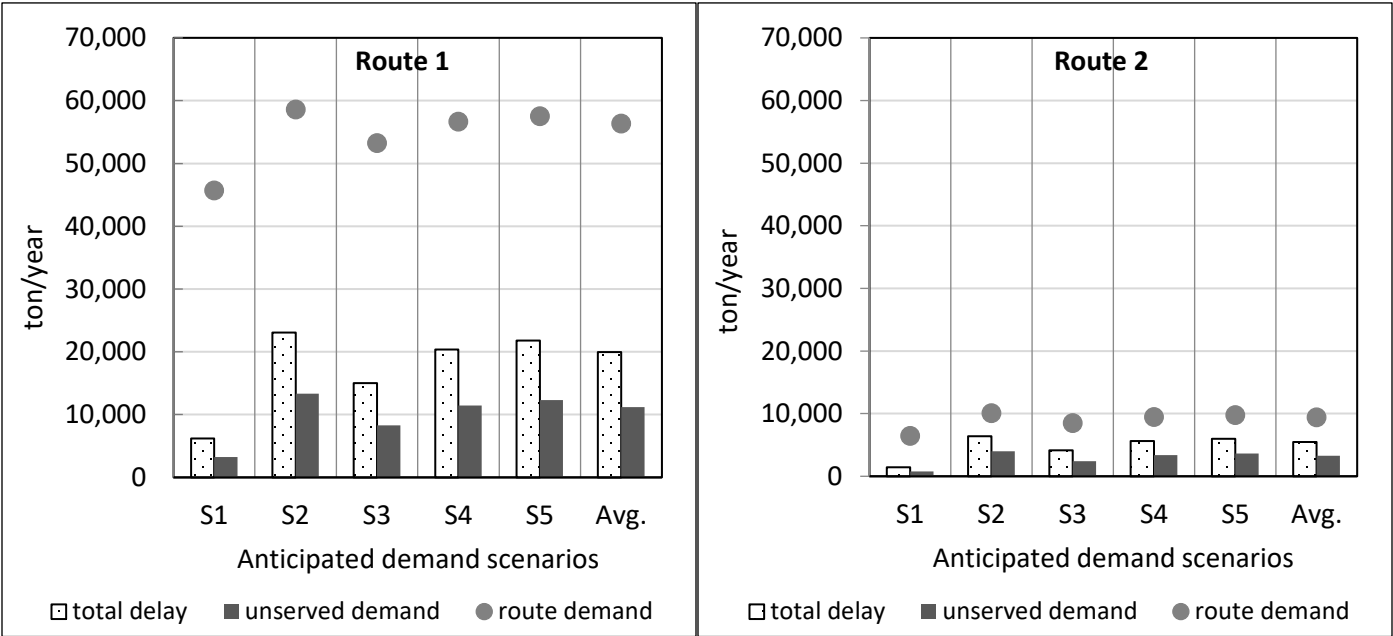 Route 1
70,000
60,000
50,000
40,000
30,000
20,000
10,000
0
ton/year
S1 S2 S3 S4 S5 Avg.
Anticipated demand scenarios
total delay unserved demand route demand
Route 2
70,000
60,000
50,000
40,000
30,000
20,000
10,000
0
ton/year
S1 S2 S3 S4 S5 Avg.
Anticipated demand scenarios
total delay unserved demand route demand